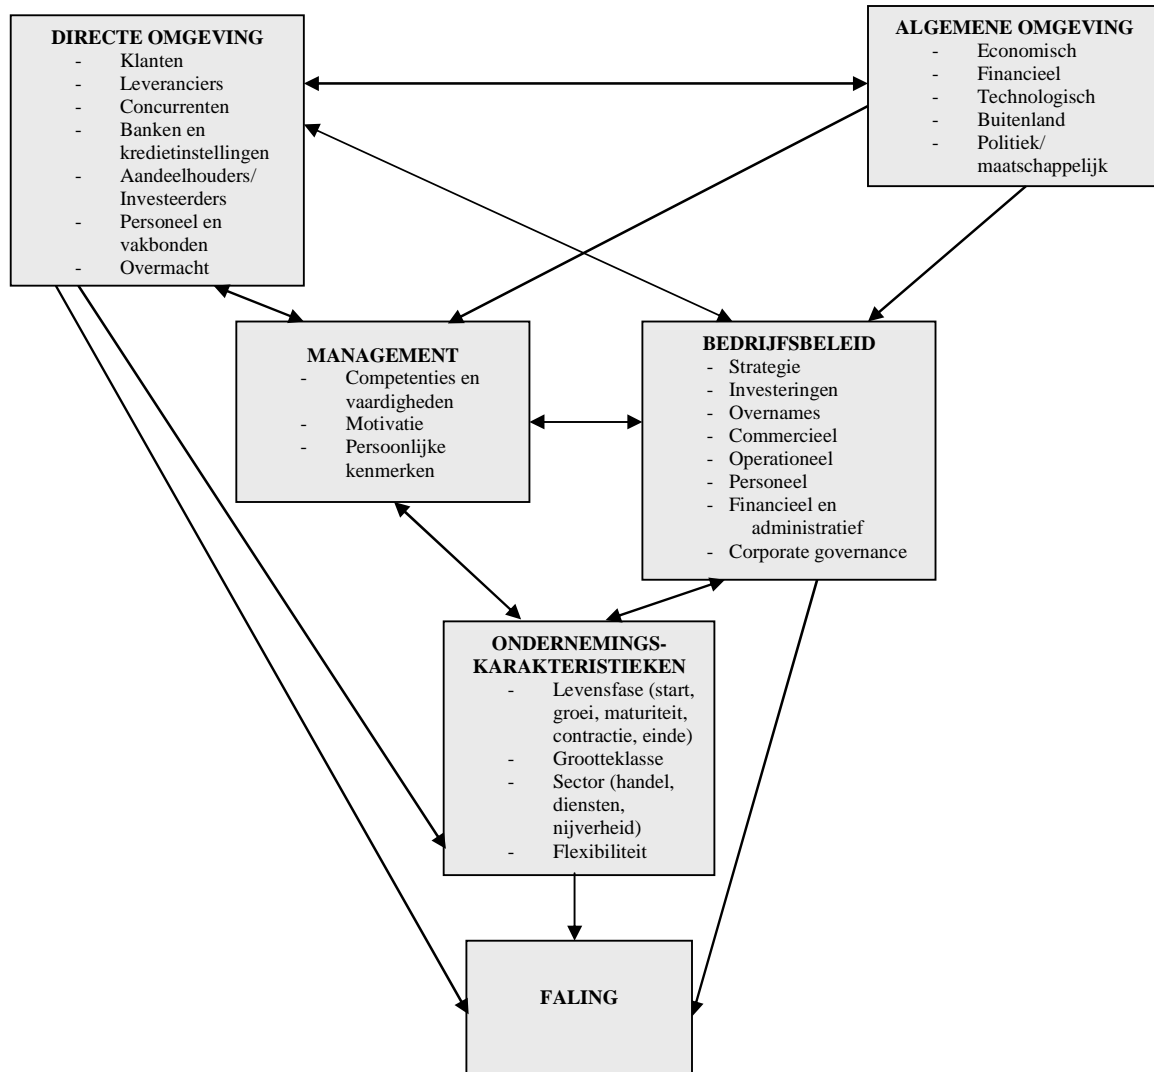 DIRECTE OMGEVING
- Klanten
- Leveranciers
- Concurrenten
- Banken en
kredietinstellingen
- Aandeelhouders/
Investeerders
- Personeel en
vakbonden
- Overmacht
ALGEMENE OMGEVING
- Economisch
- Financieel
- Technologisch
- Buitenland
- Politiek/
maatschappelijk
MANAGEMENT
- Competenties en
vaardigheden
- Motivatie
- Persoonlijke
kenmerken
BEDRIJFSBELEID
- Strategie
- Investeringen
- Overnames
- Commercieel
- Operationeel
- Personeel
- Financieel en
administratief
- Corporate governance
ONDERNEMINGS-
KARAKTERISTIEKEN
- Levensfase (start,
groei, maturiteit,
contractie, einde)
- Grootteklasse
- Sector (handel,
diensten,
nijverheid)
- Flexibiliteit
FALING